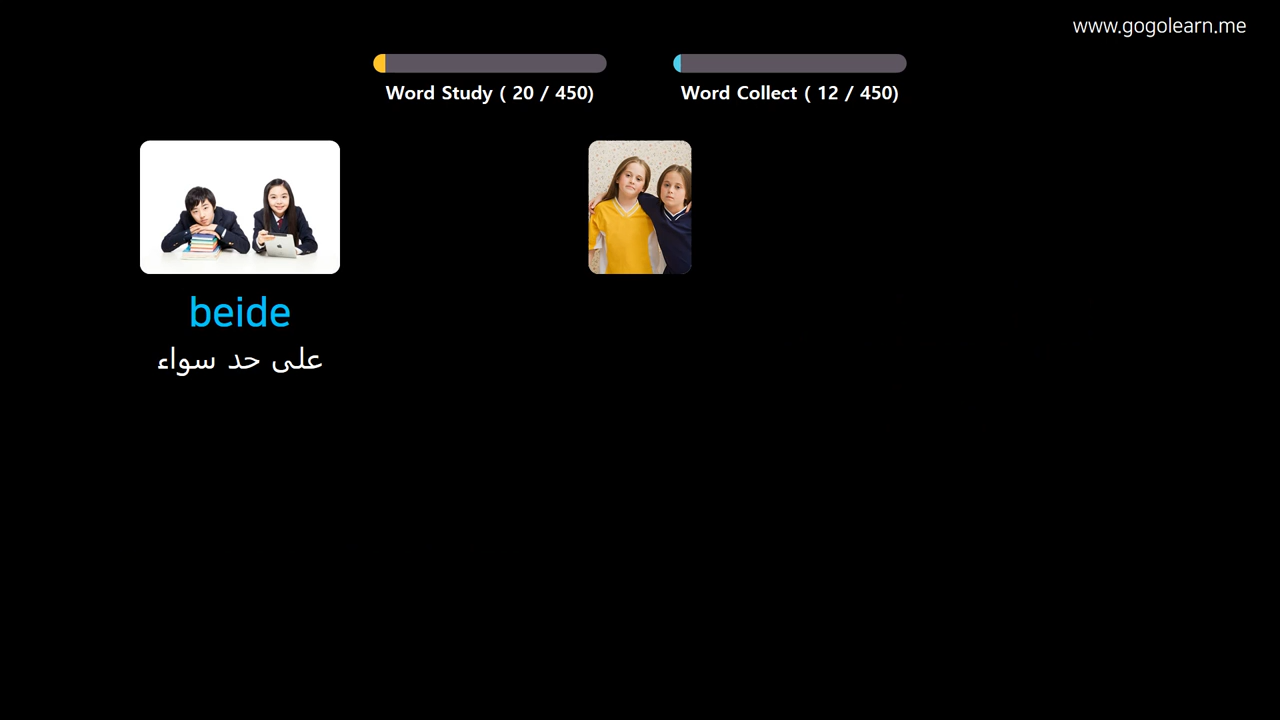 www.gogolearn.me
Word Study ( 20 / 450)
Word Collect ( 12 / 450)
beide
على حد سواء